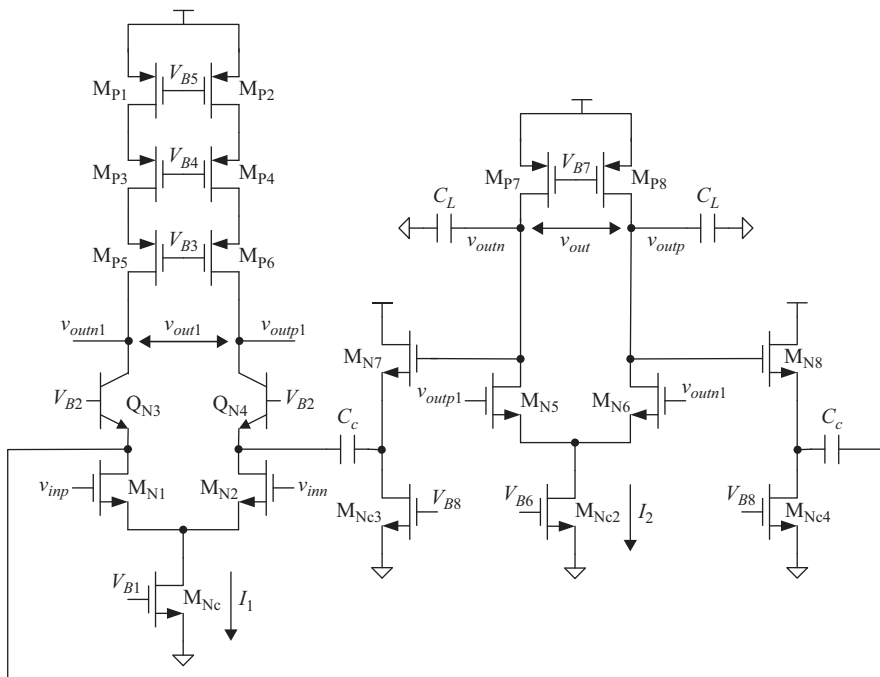 M_P1 V_B5 M_P2
M_P3 V_B4 M_P4
M_P5 V_B3 M_P6
v_outn1 v_out1 v_outp1
V_B2 Q_N3 Q_N4 V_B2
v_inp M_N1 M_N2 v_inn
V_B1 M_Nc I_1
C_c
M_P7 V_B7 M_P8
C_L C_L
v_outn v_out v_outp
M_N7 M_N8
v_outp1 M_N5 M_N6 v_outn1
C_c
M_Nc3 V_B8 V_B6 M_Nc2 I_2 V_B8 M_Nc4